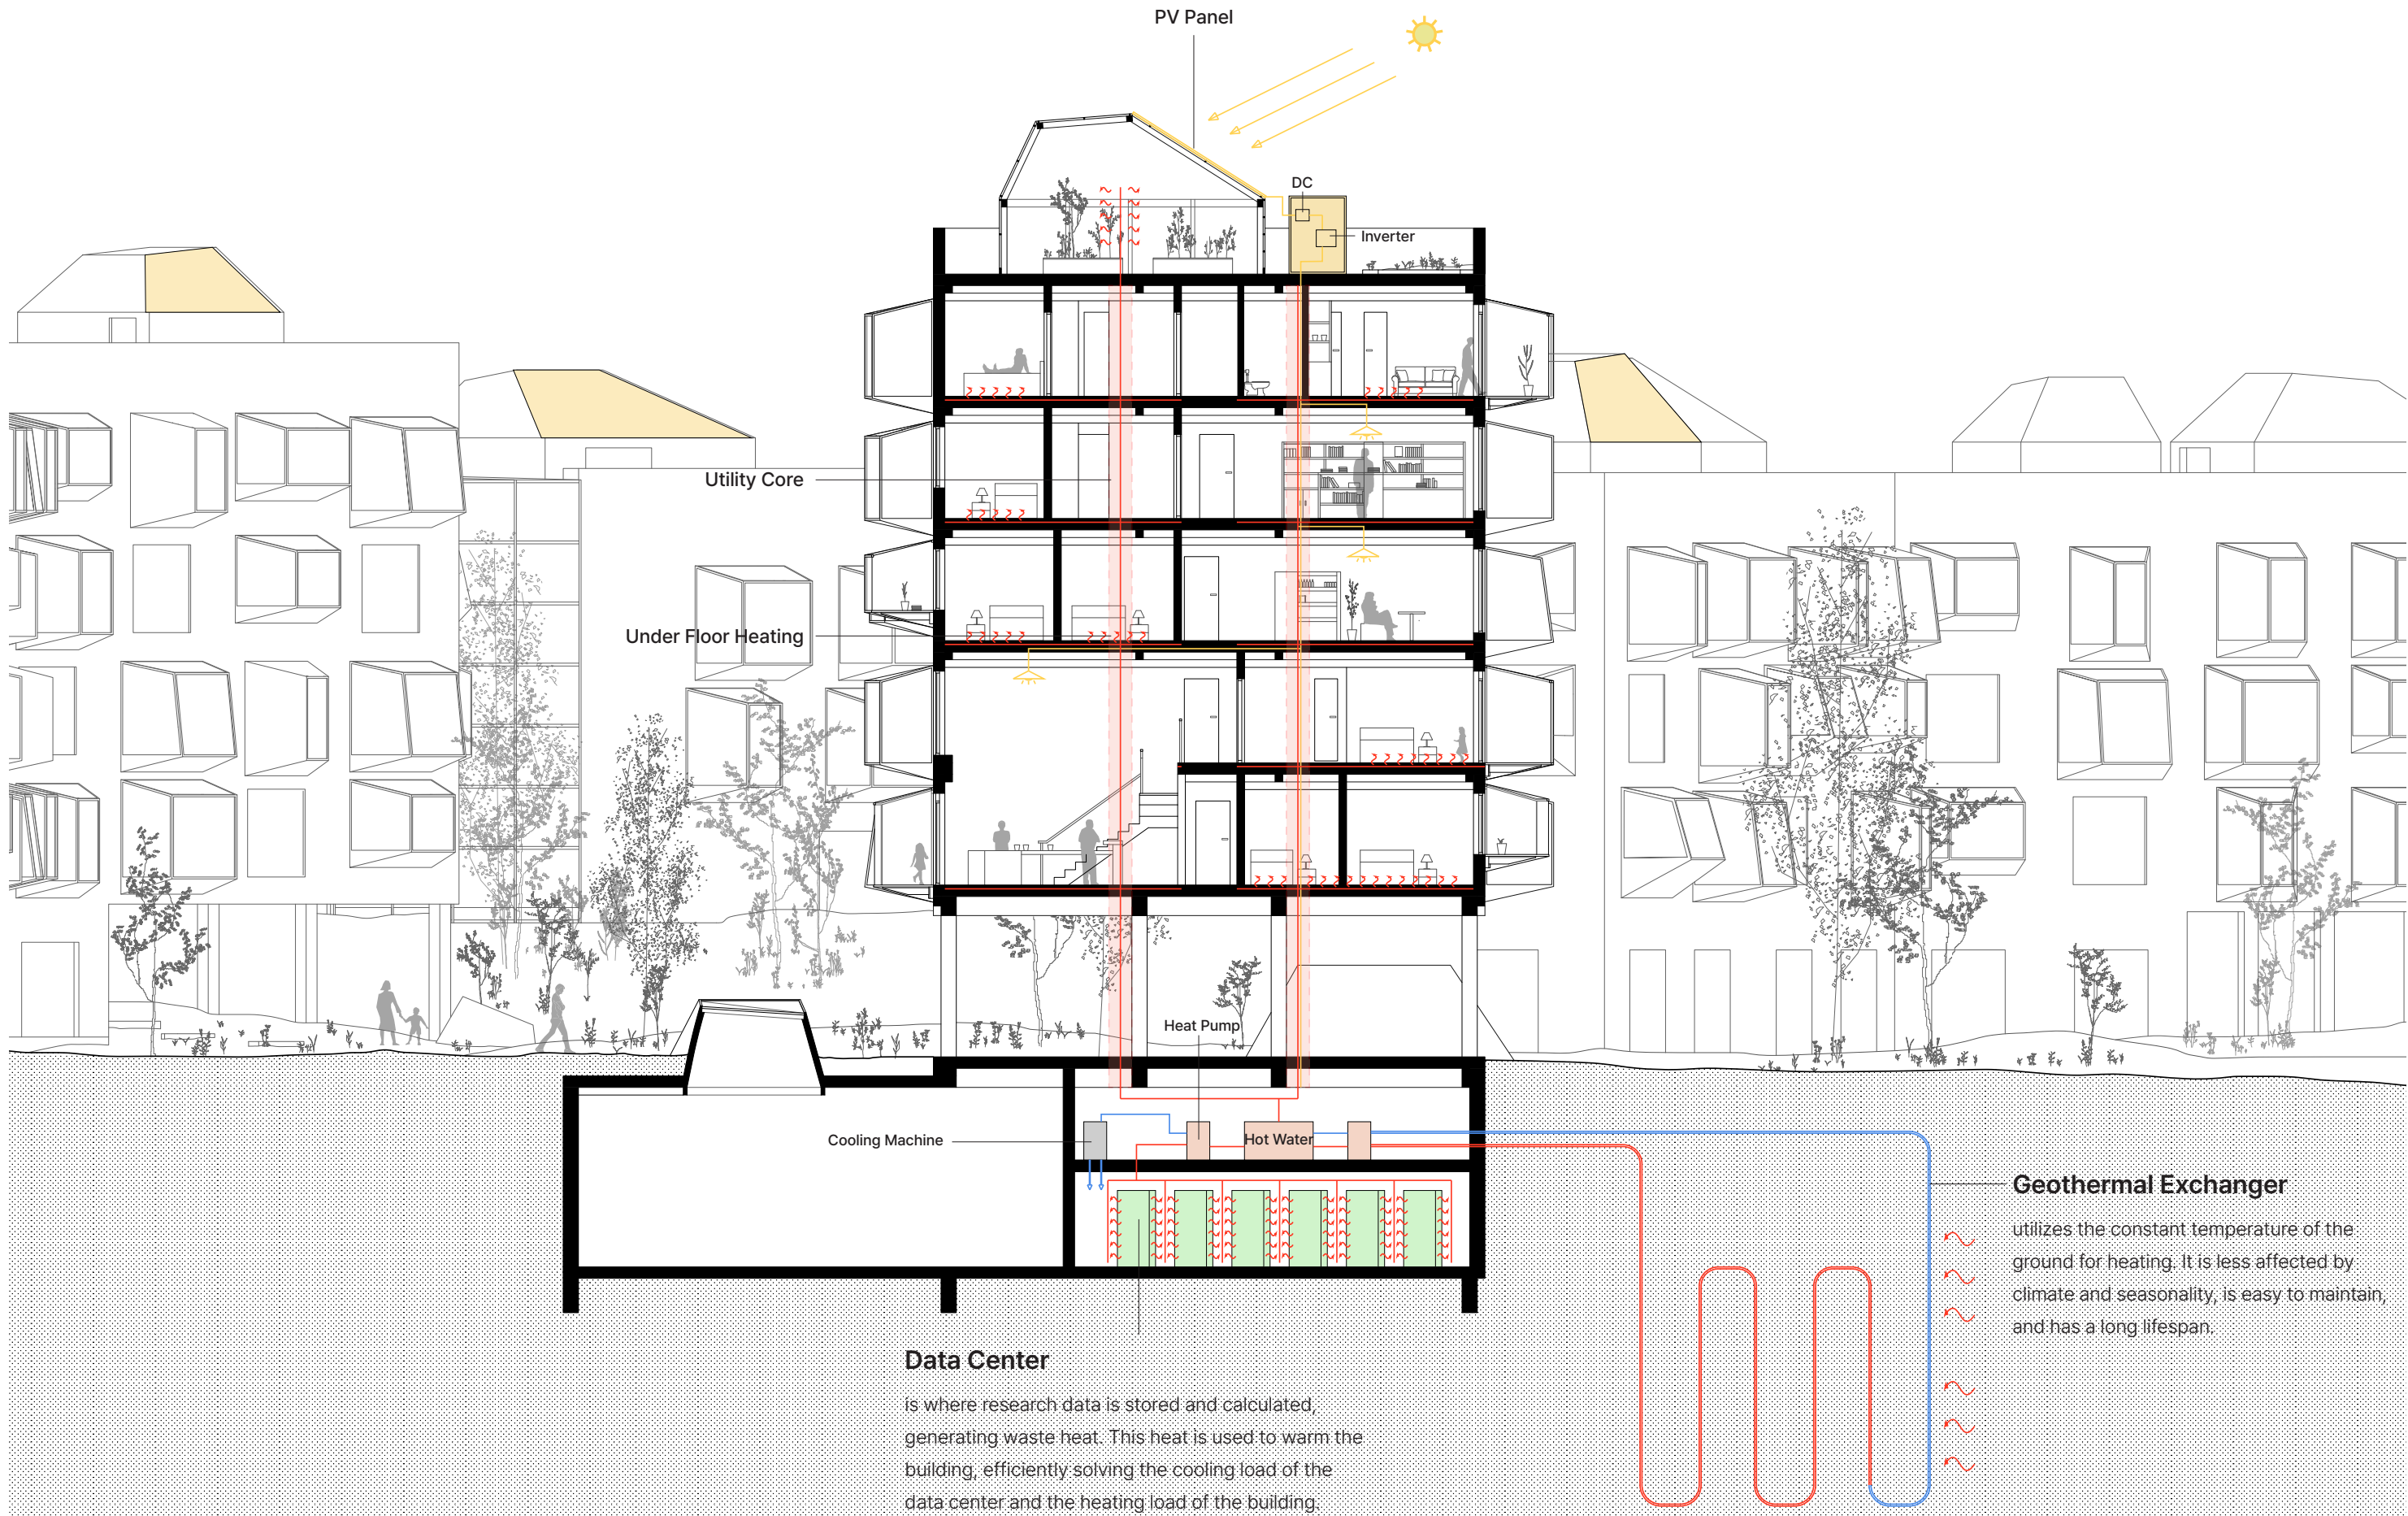 PV Panel
DC
Inverter
Utility Core
Under Floor Heating
Heat Pump
Cooling Machine
Hot Water
Geothermal Exchanger
utilizes the constant temperature of the
ground for heating. It is less affected by
climate and seasonality, is easy to maintain,
and has a long lifespan.
Data Center
is where research data is stored and calculated,
generating waste heat. This heat is used to warm the
building, efficiently solving the cooling load of the
data center and the heating load of the building.